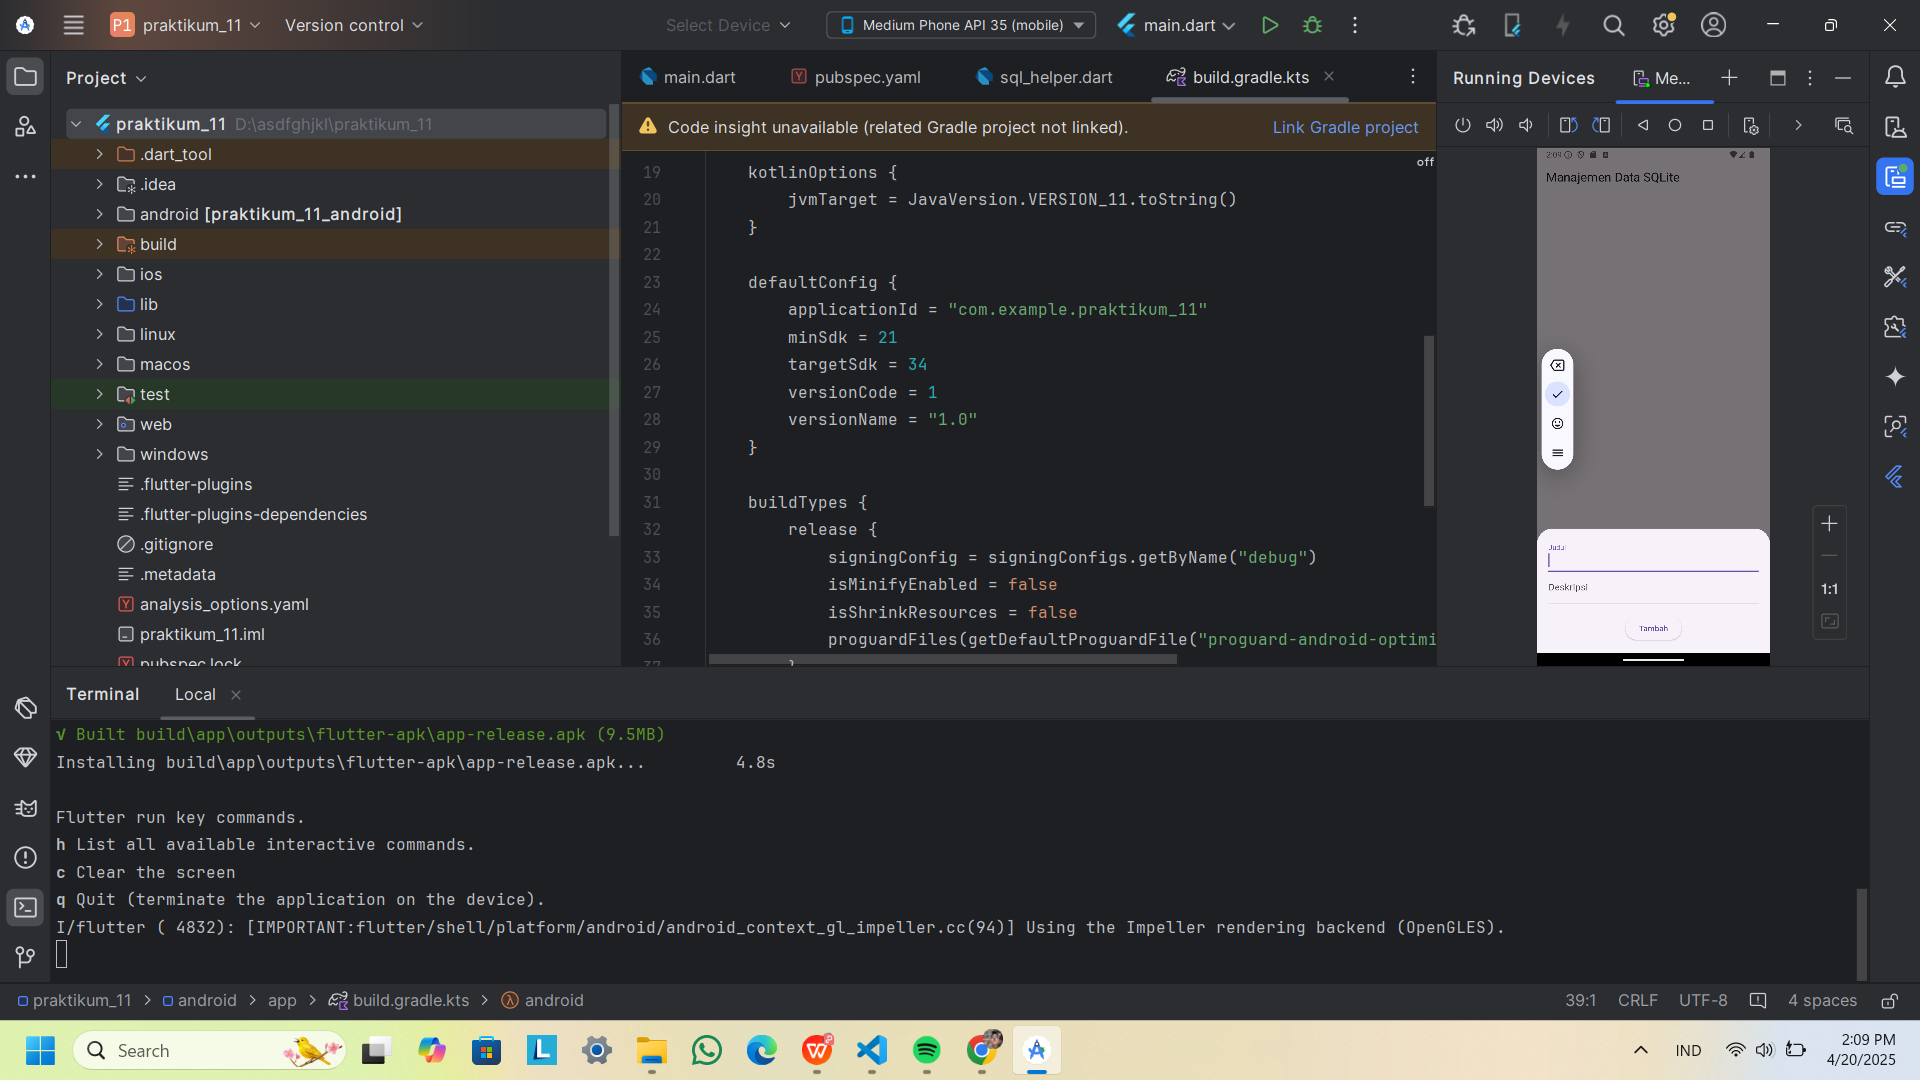 P1 praktikum_11 Version control Select Device Medium Phone API 35 (mobile) main.dart
Project
praktikum_11 D:\asdfghjkl\praktikum_11
.dart_tool
.idea
android [praktikum_11_android]
build
ios
lib
linux
macos
test
web
windows
.flutter-plugins
.flutter-plugins-dependencies
.gitignore
.metadata
analysis_options.yaml
praktikum_11.iml
pubspec.lock
main.dart pubspec.yaml sql_helper.dart build.gradle.kts
Code insight unavailable (related Gradle project not linked). Link Gradle project
off
19 kotlinOptions {
20 jvmTarget = JavaVersion.VERSION_11.toString()
21 }
22
23 defaultConfig {
24 applicationId = "com.example.praktikum_11"
25 minSdk = 21
26 targetSdk = 34
27 versionCode = 1
28 versionName = "1.0"
29 }
30
31 buildTypes {
32 release {
33 signingConfig = signingConfigs.getByName("debug")
34 isMinifyEnabled = false
35 isShrinkResources = false
36 proguardFiles(getDefaultProguardFile("proguard-android-optimi
37 }
Running Devices Me...
2:09
Manajemen Data SQLite
Judul
Deskripsi
Tambah
1:1
Terminal Local
√ Built build\app\outputs\flutter-apk\app-release.apk (9.5MB)
Installing build\app\outputs\flutter-apk\app-release.apk... 4.8s
Flutter run key commands.
h List all available interactive commands.
c Clear the screen
q Quit (terminate the application on the device).
I/flutter ( 4832): [IMPORTANT:flutter/shell/platform/android/android_context_gl_impeller.cc(94)] Using the Impeller rendering backend (OpenGLES).
praktikum_11 > android > app > build.gradle.kts > android 39:1 CRLF UTF-8 4 spaces
Search IND 2:09 PM
4/20/2025